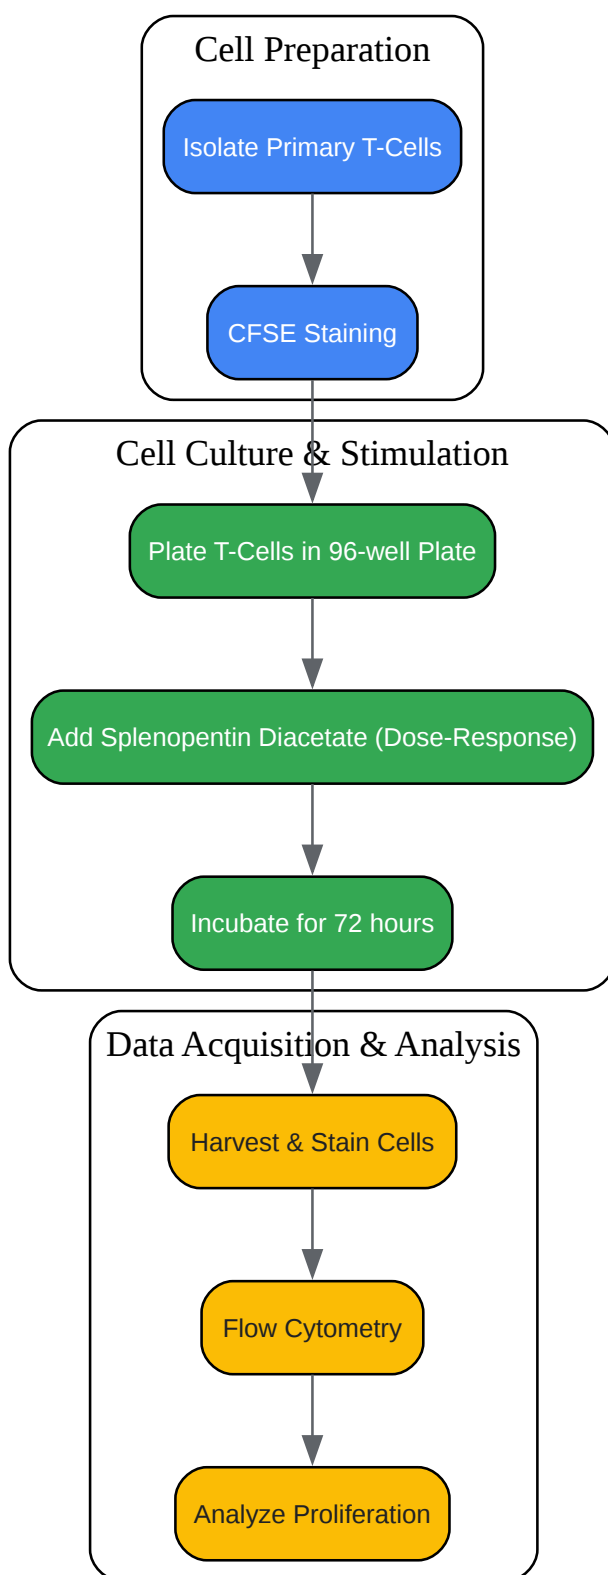 Cell Preparation
Isolate Primary T-Cells
CFSE Staining
Cell Culture & Stimulation
Plate T-Cells in 96-well Plate
Add Splenopentin Diacetate (Dose-Response)
Incubate for 72 hours
Data Acquisition & Analysis
Harvest & Stain Cells
Flow Cytometry
Analyze Proliferation